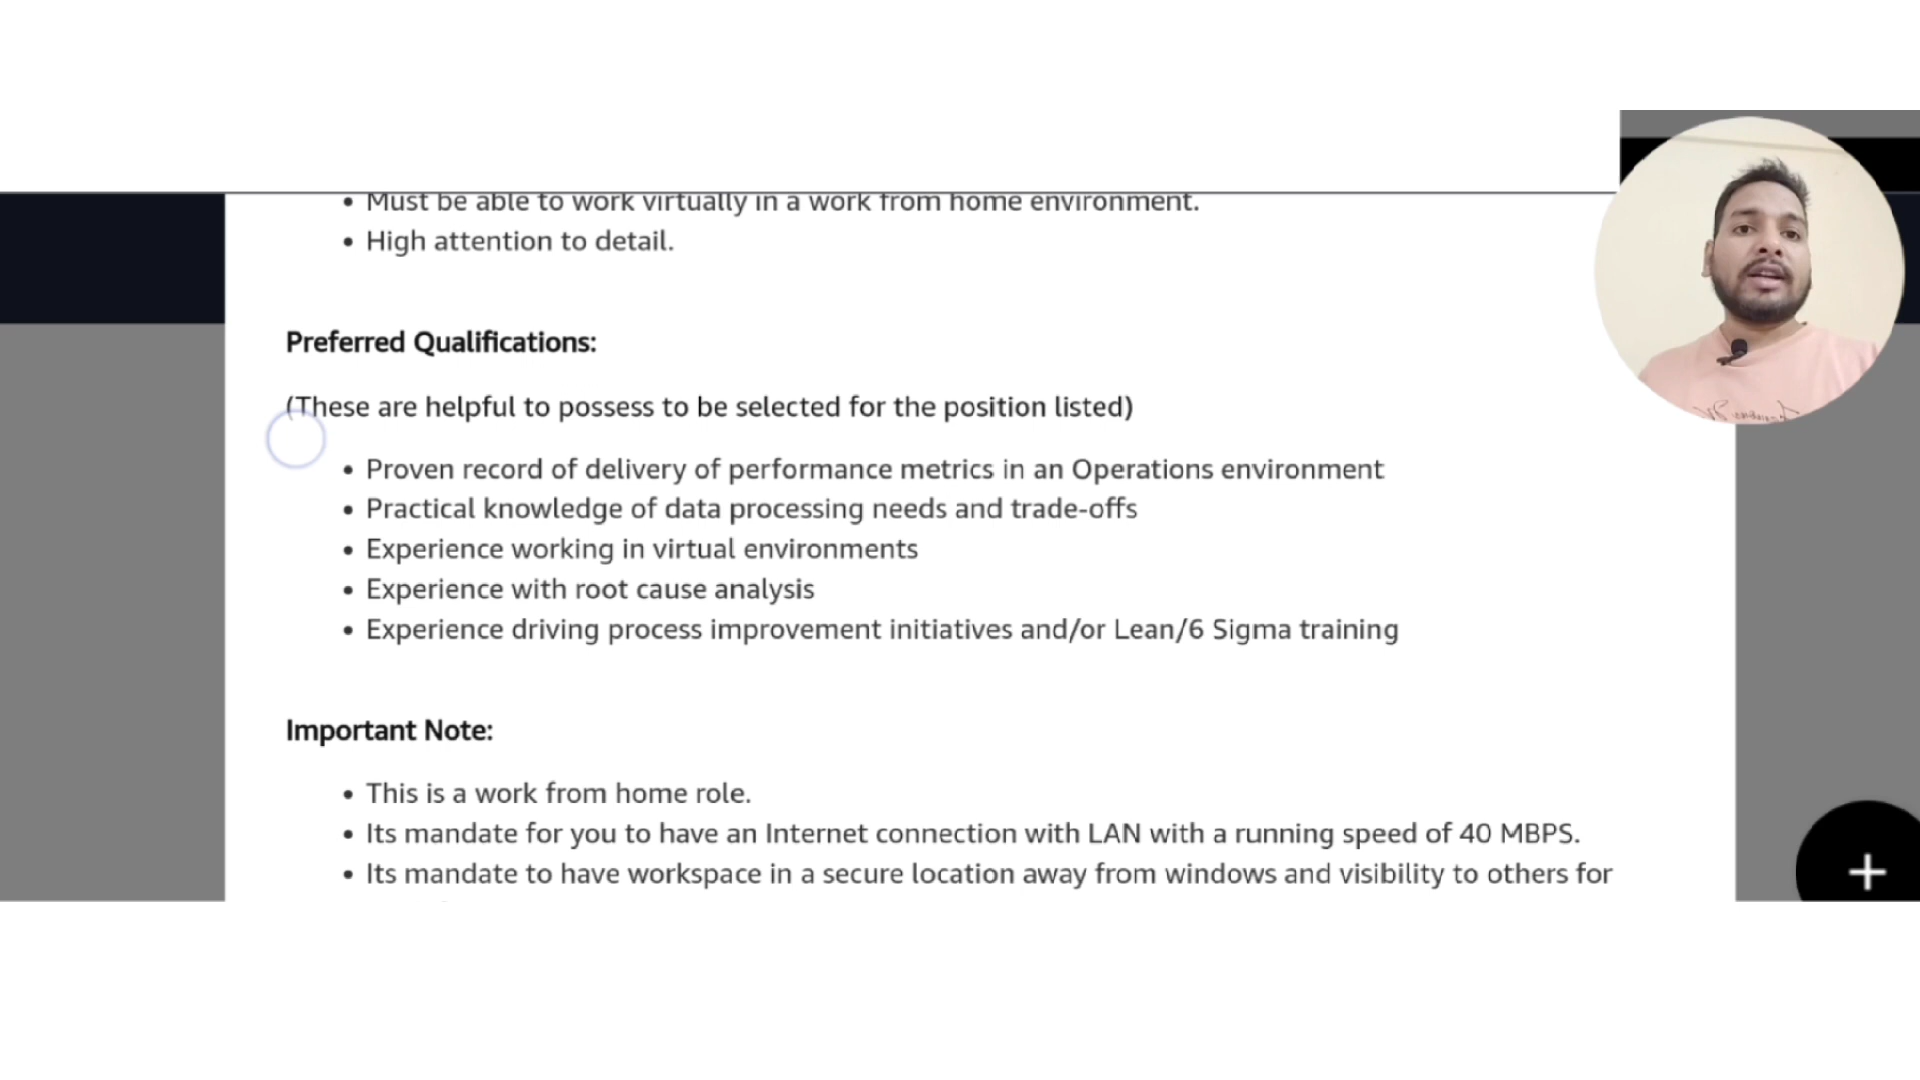 • Must be able to work virtually in a work from home environment.
• High attention to detail.
Preferred Qualifications:
(These are helpful to possess to be selected for the position listed)
• Proven record of delivery of performance metrics in an Operations environment
• Practical knowledge of data processing needs and trade-offs
• Experience working in virtual environments
• Experience with root cause analysis
• Experience driving process improvement initiatives and/or Lean/6 Sigma training
Important Note:
• This is a work from home role.
• Its mandate for you to have an Internet connection with LAN with a running speed of 40 MBPS.
• Its mandate to have workspace in a secure location away from windows and visibility to others for